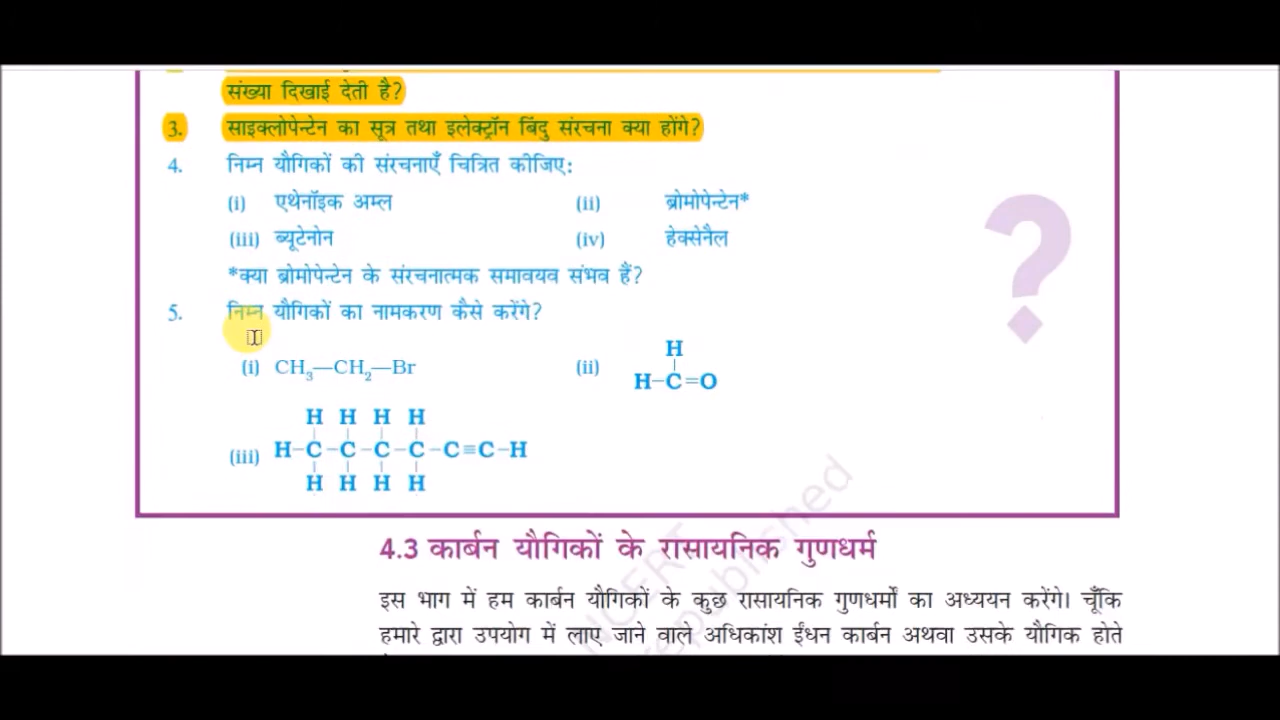 संख्या दिखाई देती है?
3. साइक्लोपेन्टेन का सूत्र तथा इलेक्ट्रॉन बिंदु संरचना क्या होंगे?
4. निम्न यौगिकों की संरचनाएँ चित्रित कीजिए:
(i) एथेनॉइक अम्ल (ii) ब्रोमोपेन्टेन*
(iii) ब्यूटेनोन (iv) हेक्सेनैल
*क्या ब्रोमोपेन्टेन के संरचनात्मक समावयव संभव हैं?
5. निम्न यौगिकों का नामकरण कैसे करेंगे?
(i) CH₃—CH₂—Br (ii) H–C=O
H
H H H H
(iii) H–C–C–C–C–C≡C–H
H H H H
4.3 कार्बन यौगिकों के रासायनिक गुणधर्म
इस भाग में हम कार्बन यौगिकों के कुछ रासायनिक गुणधर्मों का अध्ययन करेंगे। चूँकि
हमारे द्वारा उपयोग में लाए जाने वाले अधिकांश ईंधन कार्बन अथवा उसके यौगिक होते
?
NCERT
republished